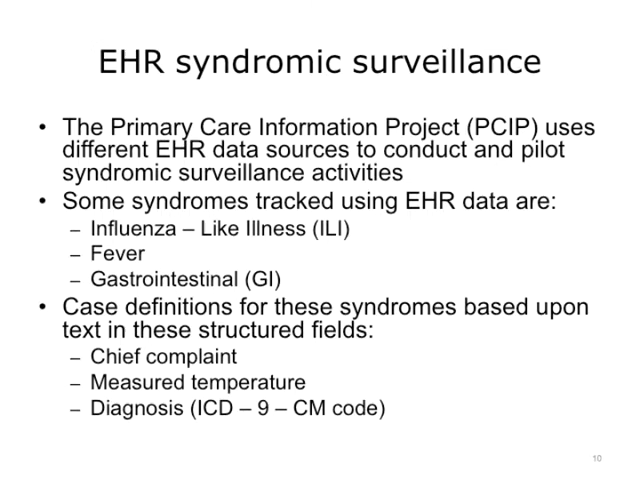 EHR syndromic surveillance
• The Primary Care Information Project (PCIP) uses
different EHR data sources to conduct and pilot
syndromic surveillance activities
• Some syndromes tracked using EHR data are:
– Influenza – Like Illness (ILI)
– Fever
– Gastrointestinal (GI)
• Case definitions for these syndromes based upon
text in these structured fields:
– Chief complaint
– Measured temperature
– Diagnosis (ICD – 9 – CM code)
10